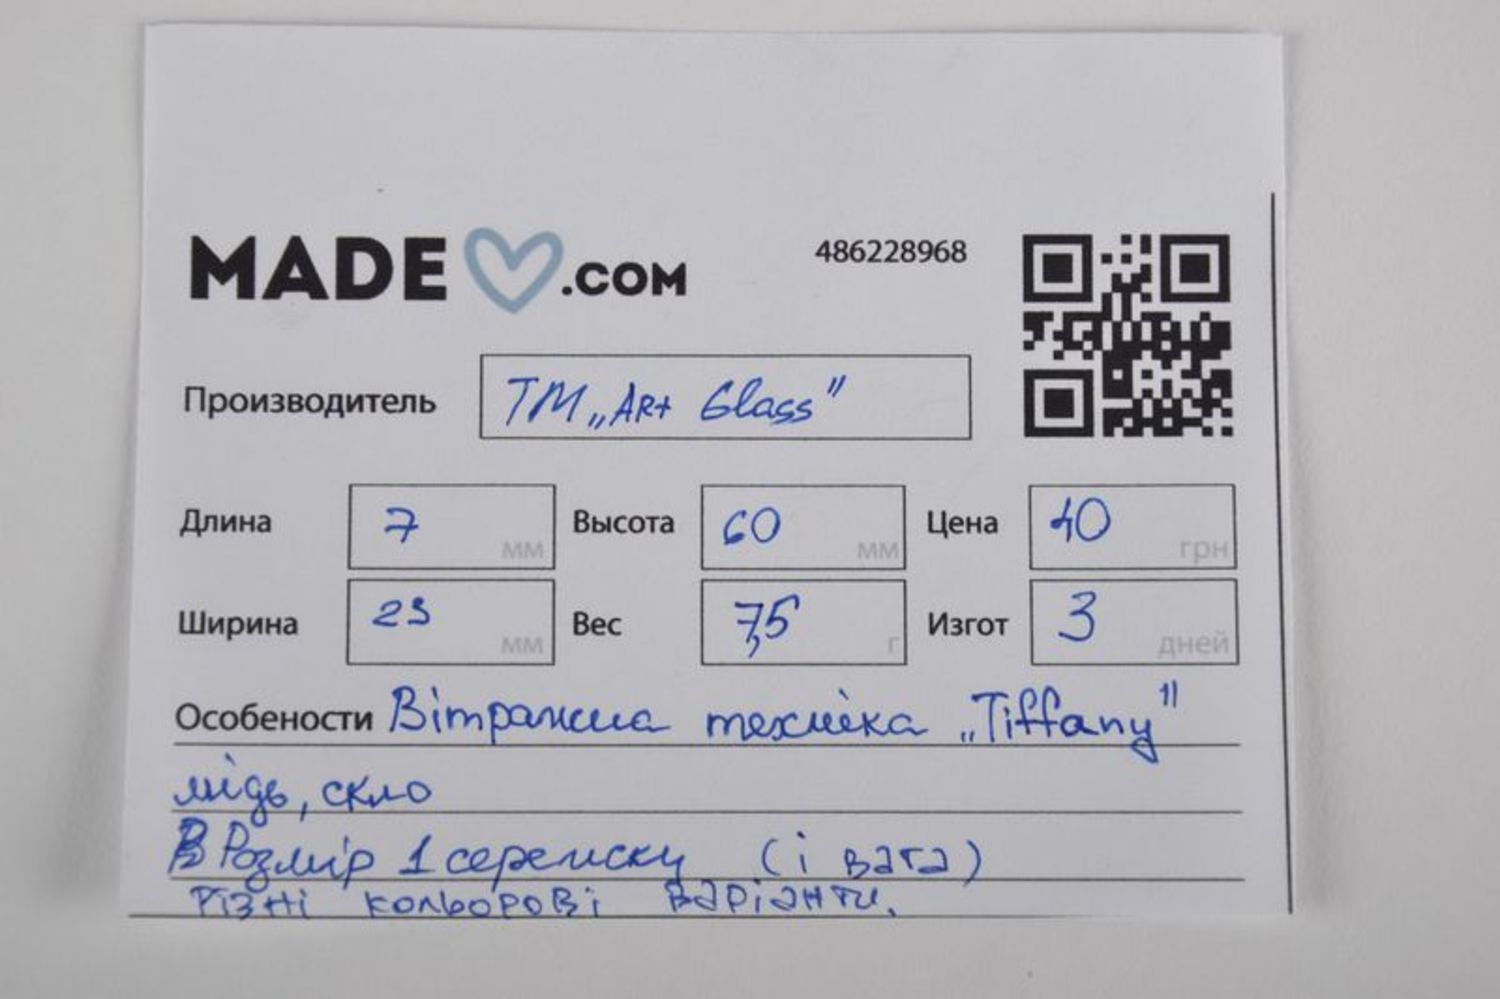 MADE .COM 486228968
Производитель ТМ „Art Glass"
Длина 7 мм Высота 60 мм Цена 40 грн
Ширина 23 мм Вес 7,5 г Изгот 3 дней
Особености Вітражна техніка „Tiffany"
мідь, скло
Розмір 1 сережки (і вага)
Різні кольорові варіанти.